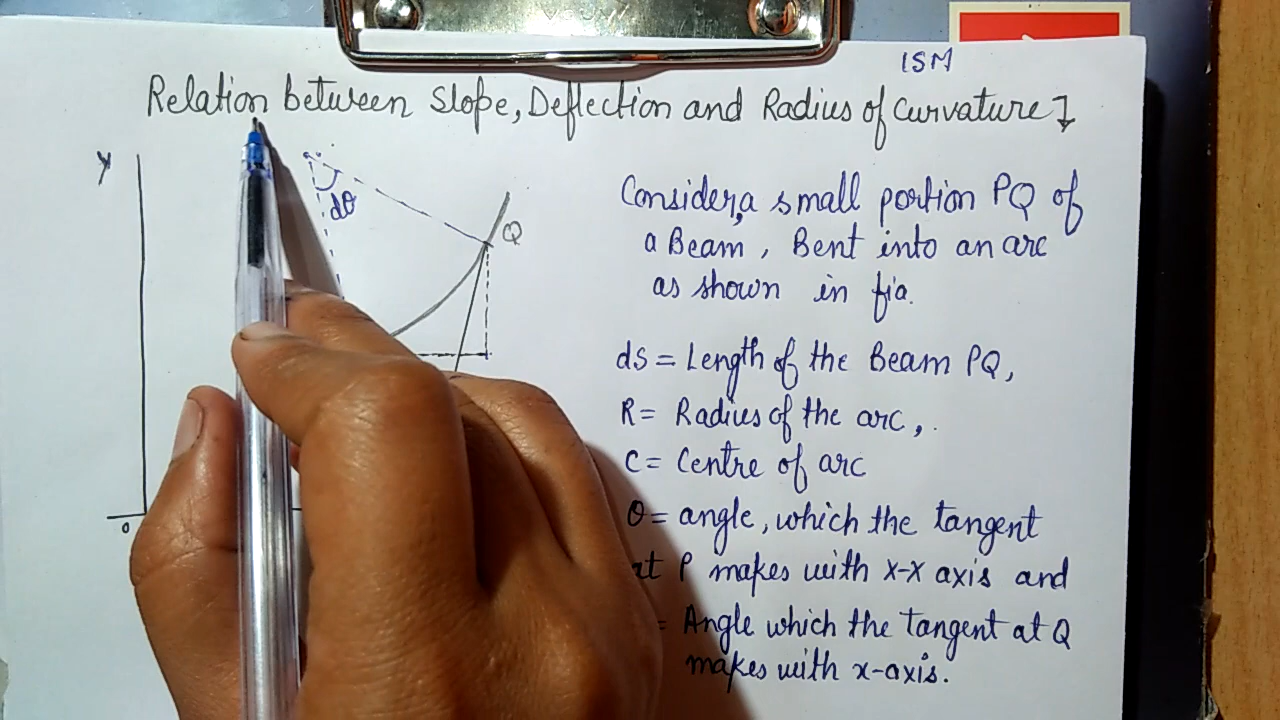 ISM
Relation between Slope, Deflection and Radius of Curvature
y
dθ
Q
o
Consider, a small portion PQ of
a Beam, Bent into an arc
as shown in fig.
ds = Length of the Beam PQ,
R = Radius of the arc,
C = Centre of arc
θ = angle, which the tangent
at P makes with x-x axis and
= Angle which the tangent at Q
makes with x-axis.